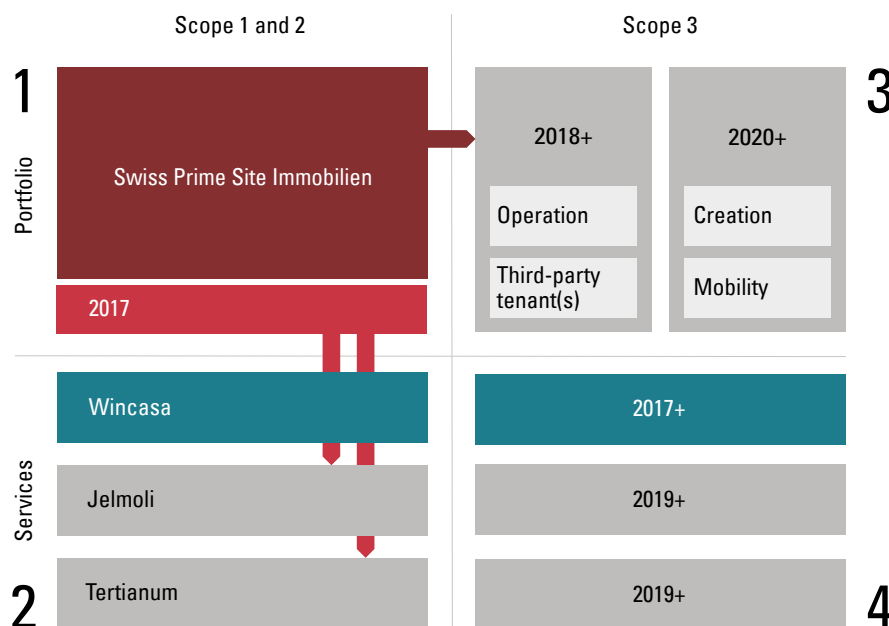 Scope 1 and 2
Scope 3
1
3
Portfolio
Swiss Prime Site Immobilien
2018+
2020+
Operation
Creation
Third-party
tenant(s)
Mobility
2017
Services
Wincasa
2017+
Jelmoli
2019+
Tertianum
2019+
2
4